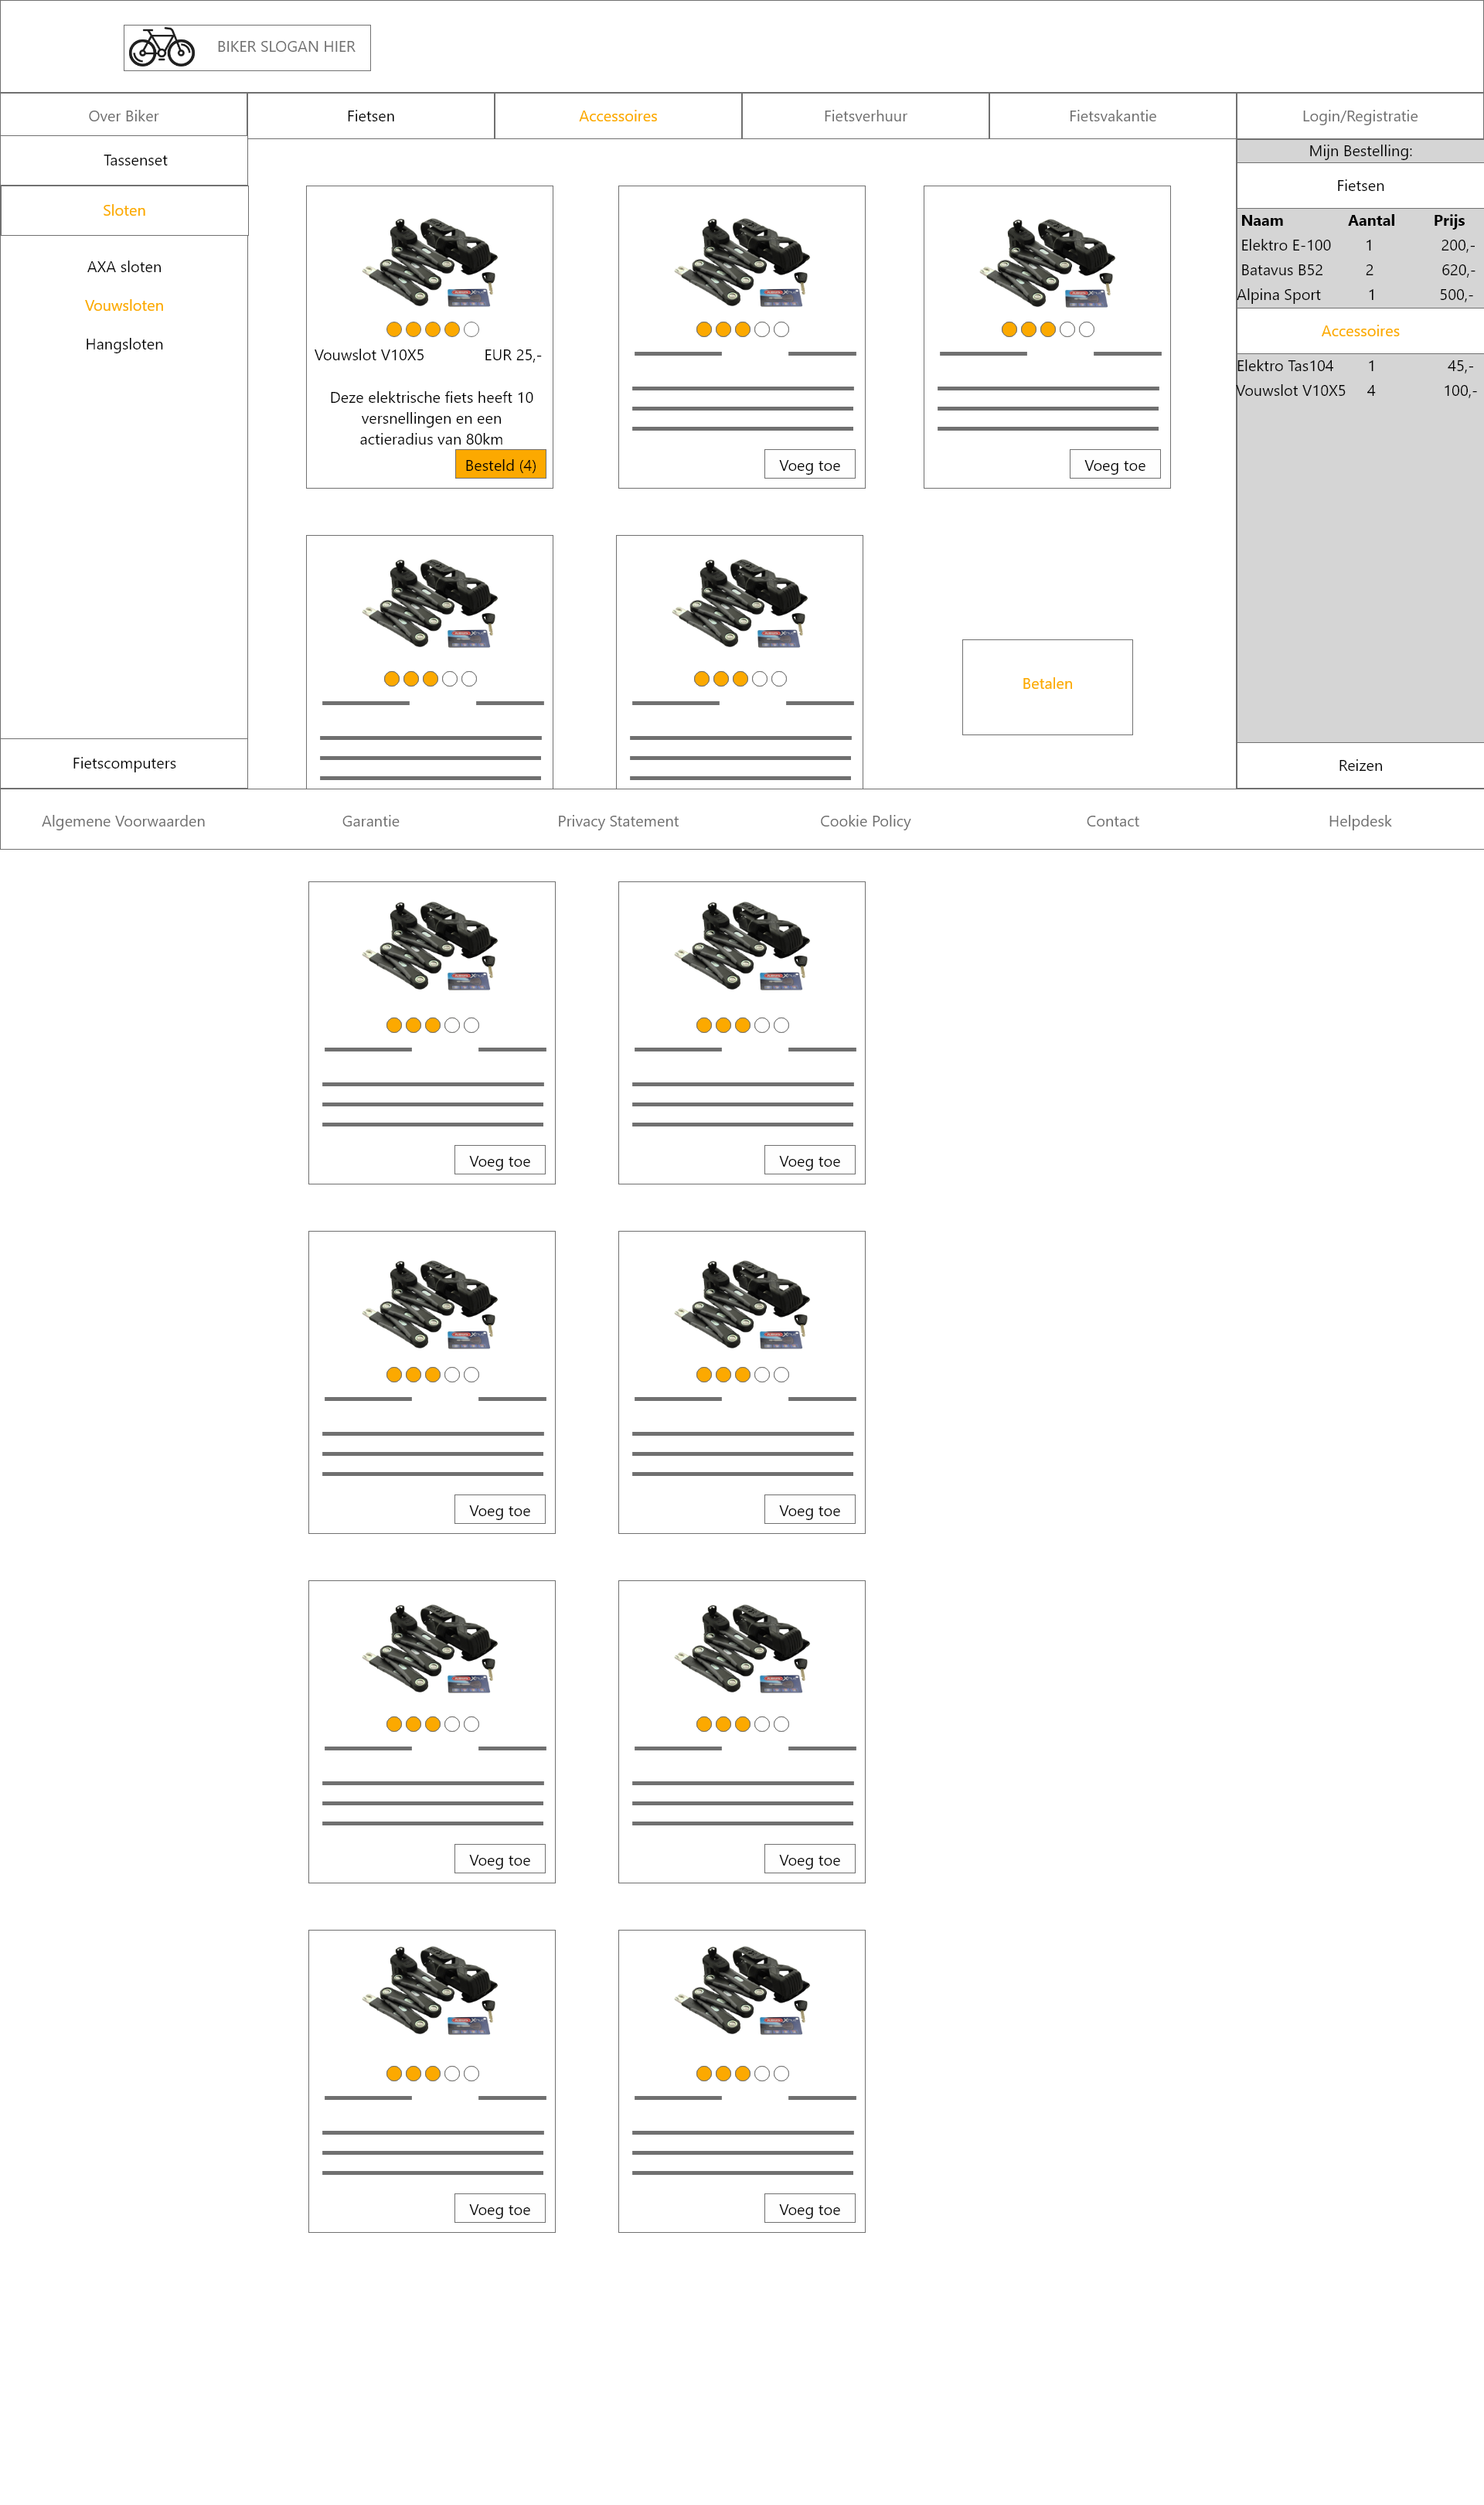 BIKER SLOGAN HIER
Over Biker
Fietsen
Accessoires
Fietsverhuur
Fietsvakantie
Login/Registratie
Tassenset
Sloten
AXA sloten
Vouwsloten
Hangsloten
Fietscomputers
Vouwslot V10X5 EUR 25,-
Deze elektrische fiets heeft 10
versnellingen en een
actieradius van 80km
Besteld (4)
Voeg toe
Voeg toe
Betalen
Mijn Bestelling:
Fietsen
Naam Aantal Prijs
Elektro E-100 1 200,-
Batavus B52 2 620,-
Alpina Sport 1 500,-
Accessoires
Elektro Tas104 1 45,-
Vouwslot V10X5 4 100,-
Reizen
Algemene Voorwaarden
Garantie
Privacy Statement
Cookie Policy
Contact
Helpdesk
Voeg toe
Voeg toe
Voeg toe
Voeg toe
Voeg toe
Voeg toe
Voeg toe
Voeg toe